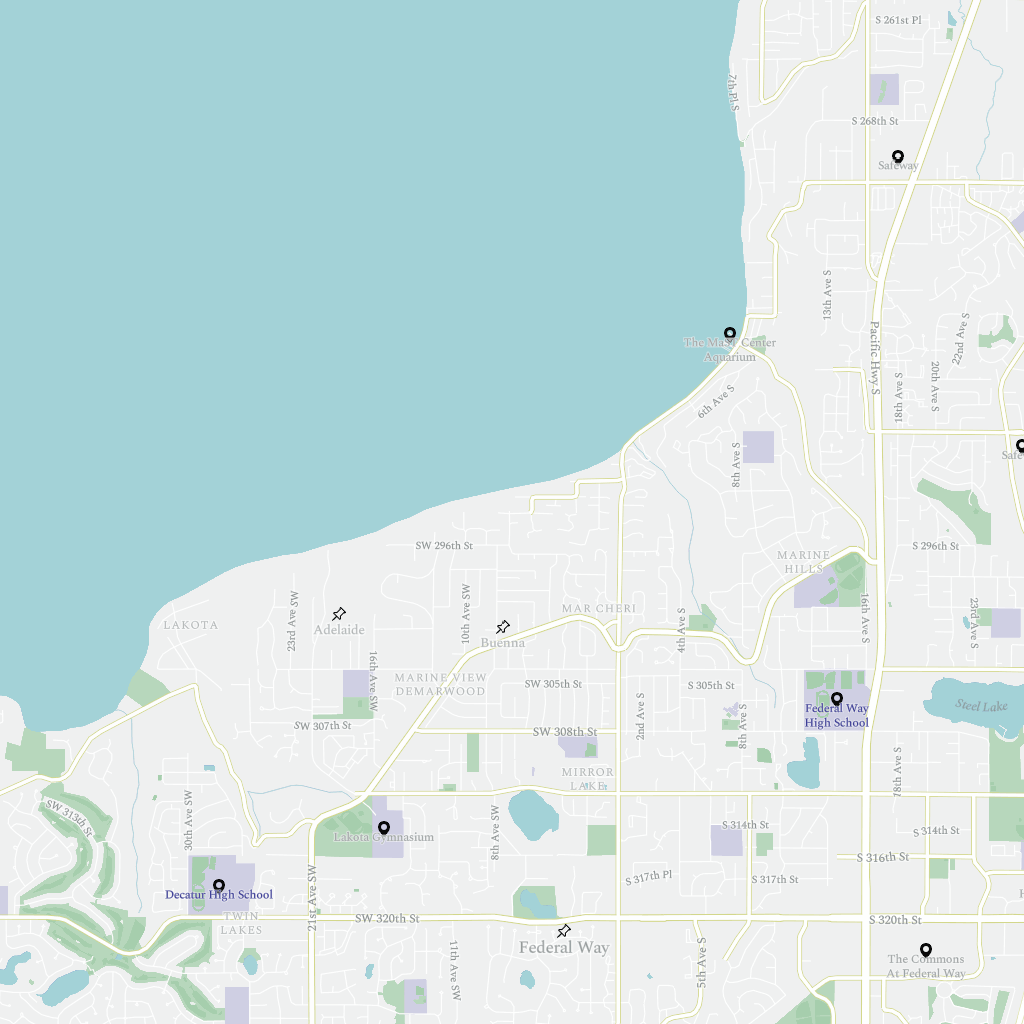 S 261st Pl
7th Pl S
S 268th St
Safeway
13th Ave S
The MaST Center
Aquarium
Pacific Hwy S
22nd Ave S
20th Ave S
18th Ave S
6th Ave S
8th Ave S
Safe
SW 296th St
S 296th St
MARINE
HILLS
16th Ave S
23rd Ave S
MAR CHERI
4th Ave S
10th Ave SW
23rd Ave SW
LAKOTA
Adelaide
Buenna
16th Ave SW
MARINE VIEW
DEMARWOOD
SW 305th St
S 305th St
2nd Ave S
8th Ave S
Federal Way
High School
Steel Lake
SW 307th St
SW 308th St
MIRROR
LAKE
18th Ave S
SW 313th St
30th Ave SW
Lakota Gymnasium
8th Ave SW
S 314th St
S 314th St
S 316th St
S 317th Pl
S 317th St
Decatur High School
21st Ave SW
TWIN
LAKES
SW 320th St
S 320th St
Federal Way
11th Ave SW
5th Ave S
The Commons
At Federal Way